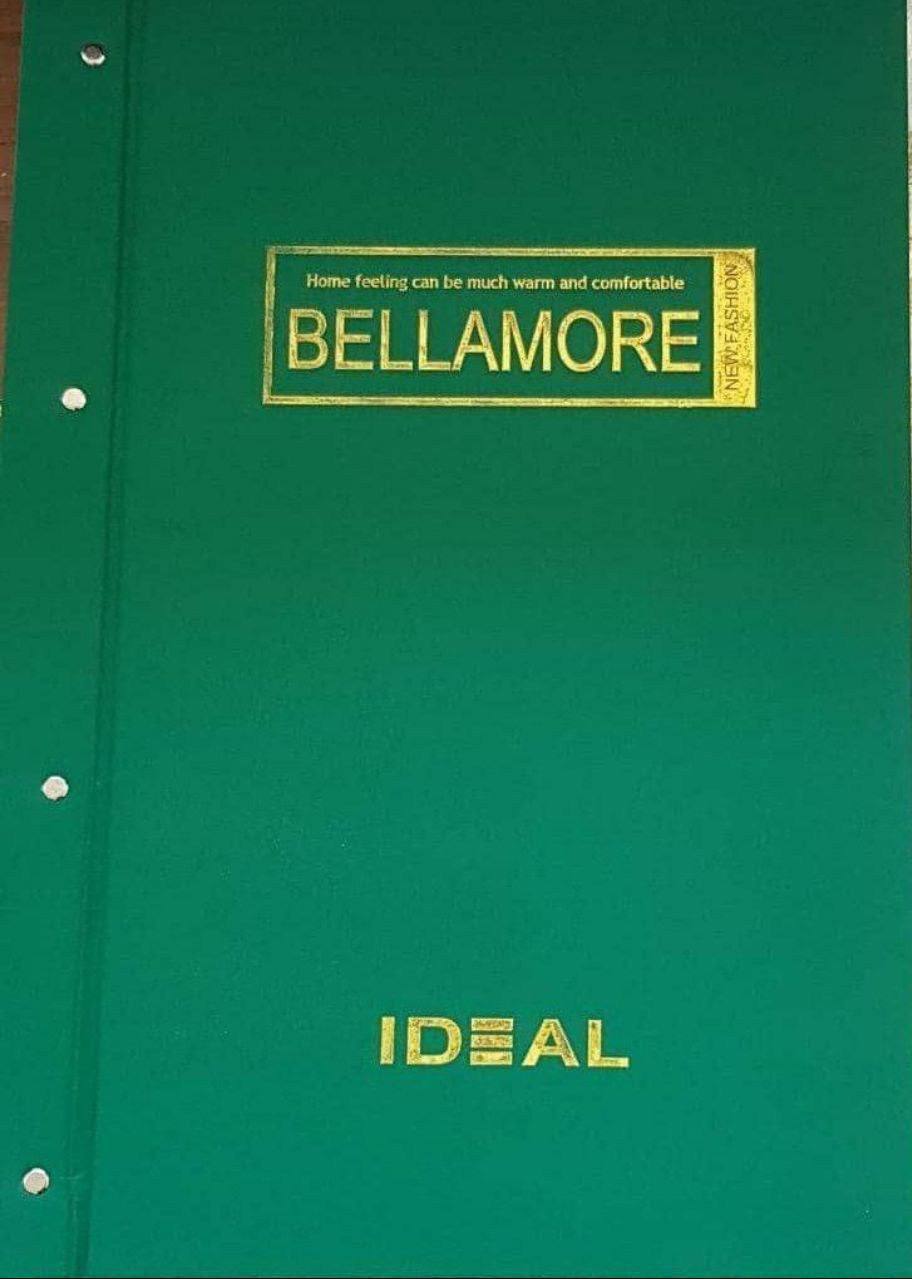 Home feeling can be much warm and comfortable
BELLAMORE
NEW FASHION
IDEAL